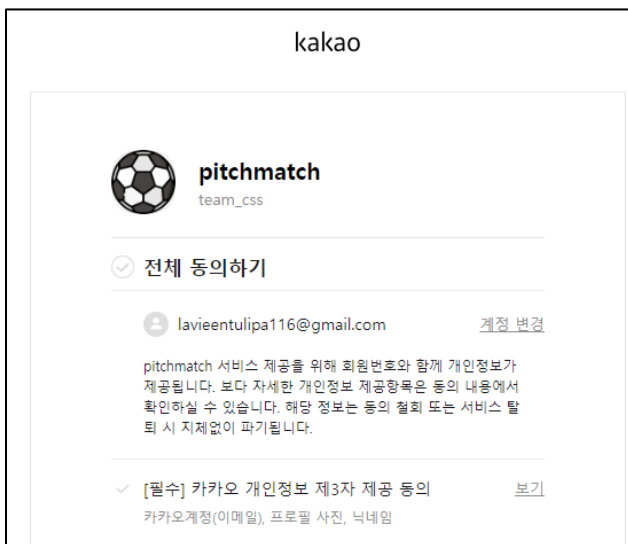 kakao
pitchmatch
team_css
전체 동의하기
lavieentulipa116@gmail.com 계정 변경
pitchmatch 서비스 제공을 위해 회원번호와 함께 개인정보가
제공됩니다. 보다 자세한 개인정보 제공항목은 동의 내용에서
확인하실 수 있습니다. 해당 정보는 동의 철회 또는 서비스 탈
퇴 시 지체없이 파기됩니다.
[필수] 카카오 개인정보 제3자 제공 동의 보기
카카오계정(이메일), 프로필 사진, 닉네임